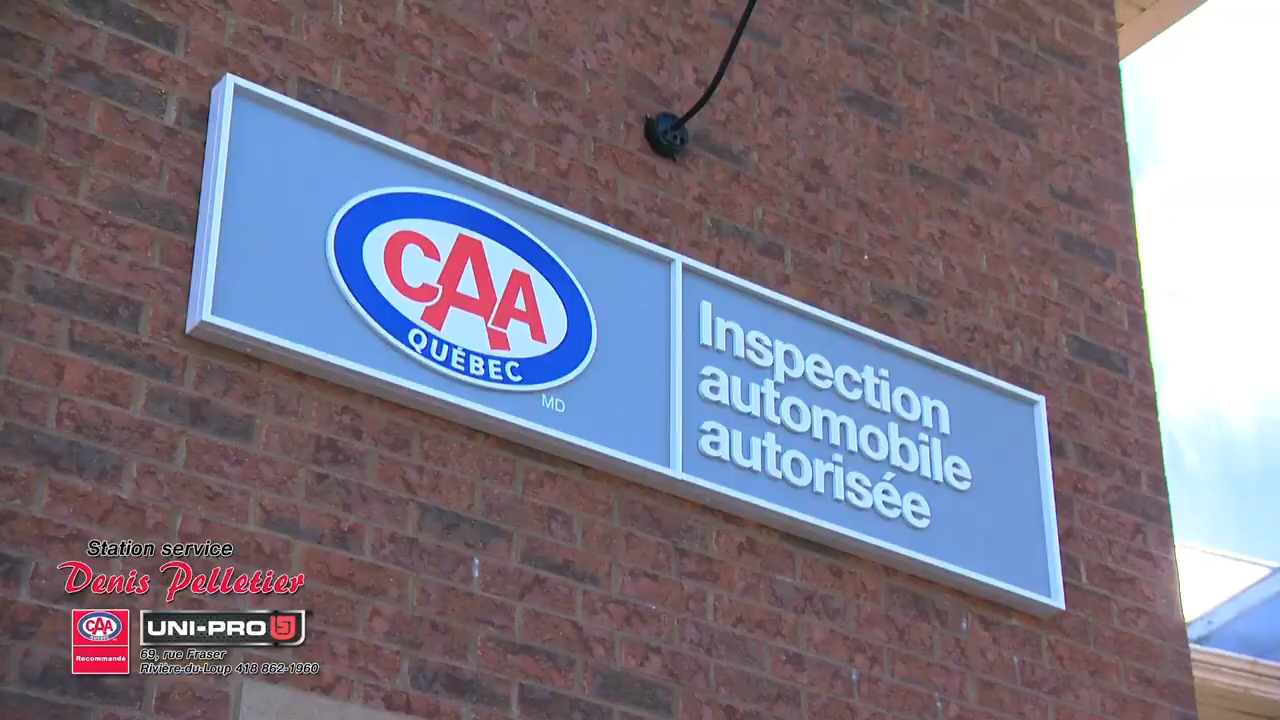 CAA
QUÉBEC
MD
Inspection
automobile
autorisée
Station service
Denis Pelletier
CAA
QUÉBEC
Recommandé
UNI-PRO
69, rue Fraser
Rivière-du-Loup 418 862-1960